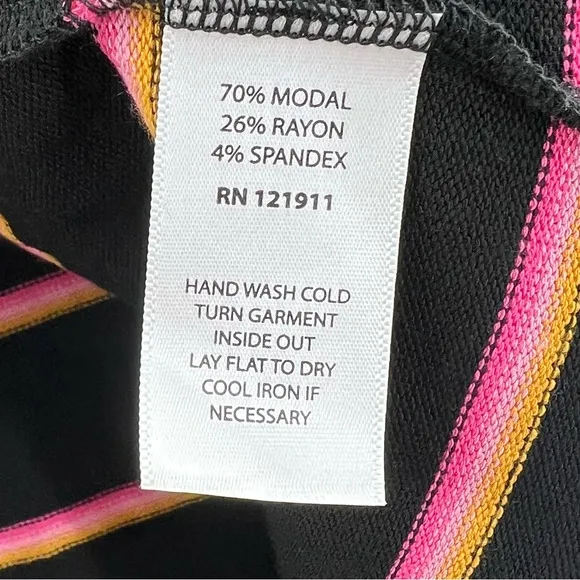 70% MODAL
26% RAYON
4% SPANDEX
RN 121911
HAND WASH COLD
TURN GARMENT
INSIDE OUT
LAY FLAT TO DRY
COOL IRON IF
NECESSARY